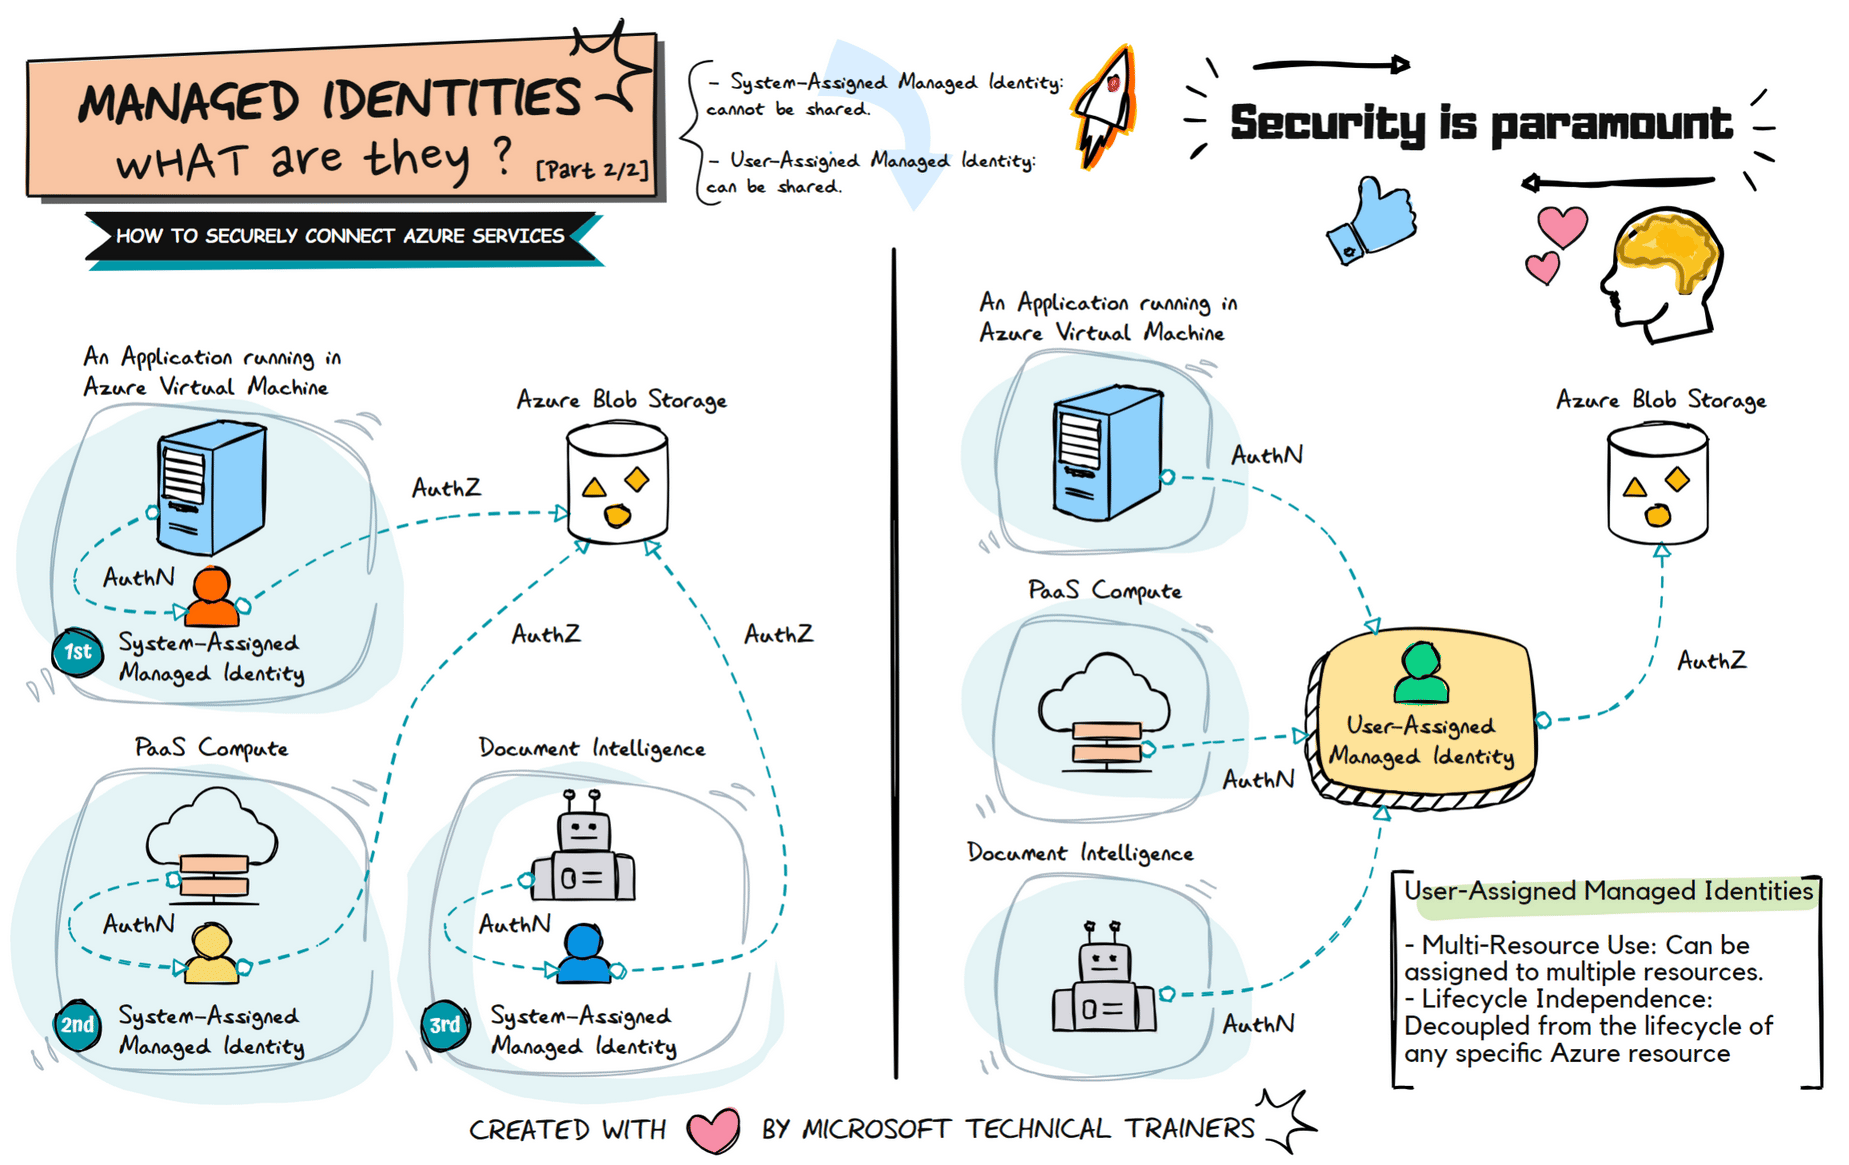 MANAGED IDENTITIES
WHAT are they ?
[Part 2/2]
HOW TO SECURELY CONNECT AZURE SERVICES
- System-Assigned Managed Identity:
cannot be shared.
- User-Assigned Managed Identity:
can be shared.
Security is paramount
An Application running in
Azure Virtual Machine
Azure Blob Storage
AuthZ
AuthN
1st
System-Assigned
Managed Identity
AuthZ
AuthZ
PaaS Compute
AuthN
2nd
System-Assigned
Managed Identity
Document Intelligence
AuthN
3rd
System-Assigned
Managed Identity
An Application running in
Azure Virtual Machine
AuthN
Azure Blob Storage
PaaS Compute
AuthN
User-Assigned
Managed Identity
AuthZ
Document Intelligence
AuthN
User-Assigned Managed Identities
- Multi-Resource Use: Can be
assigned to multiple resources.
- Lifecycle Independence:
Decoupled from the lifecycle of
any specific Azure resource
CREATED WITH BY MICROSOFT TECHNICAL TRAINERS